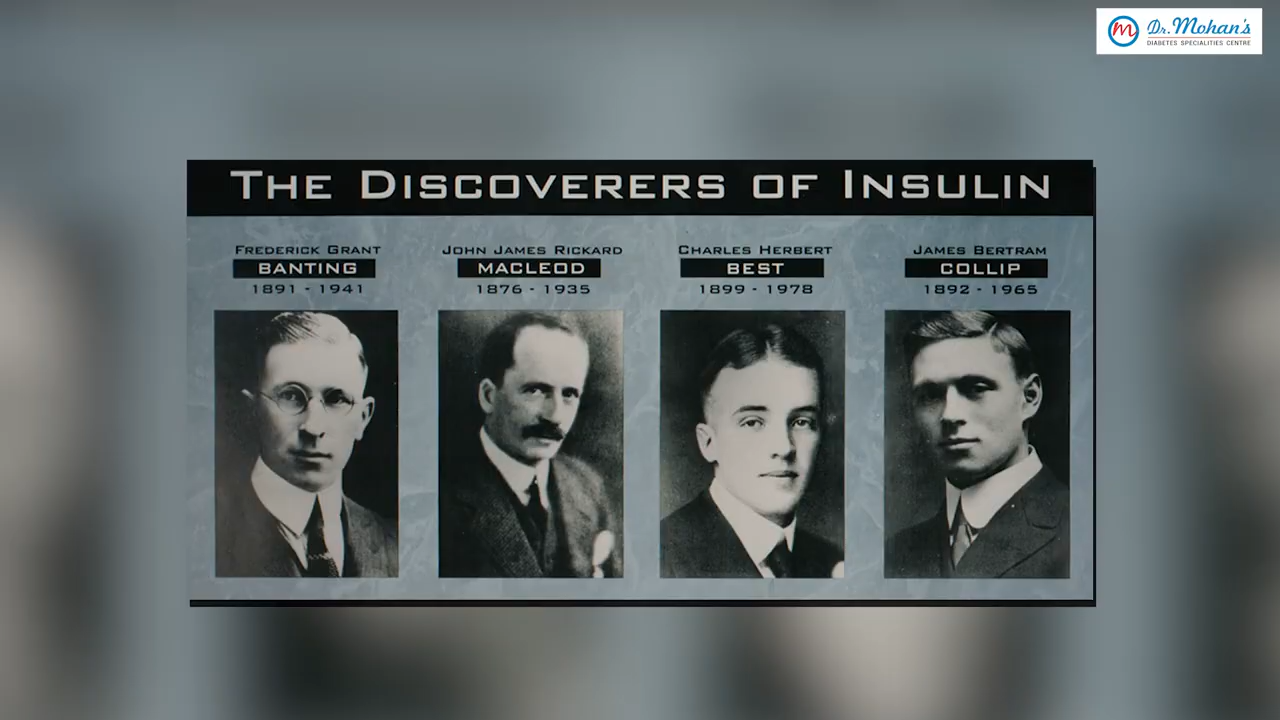 Dr. Mohan's
DIABETES SPECIALITIES CENTRE
THE DISCOVERERS OF INSULIN
FREDERICK GRANT
BANTING
1891 - 1941
JOHN JAMES RICKARD
MACLEOD
1876 - 1935
CHARLES HERBERT
BEST
1899 - 1978
JAMES BERTRAM
COLLIP
1892 - 1965